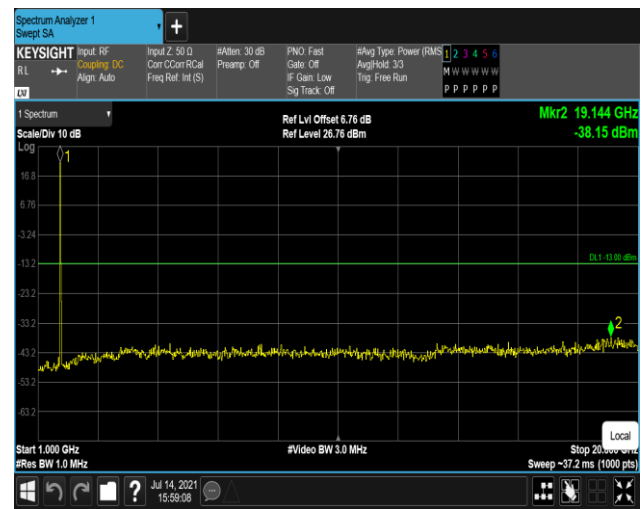 Spectrum Analyzer 1
Swept SA
+
KEYSIGHT Input: RF Input Z: 50 Ω #Atten: 30 dB PNO: Fast #Avg Type: Power (RMS 1 2 3 4 5 6
RL Coupling: DC Corr CCorr RCal Preamp: Off Gate: Off Avg|Hold: 3/3 M W W W W W
Align: Auto Freq Ref: Int (S) IF Gain: Low Trig: Free Run
LXI Sig Track: Off P P P P P P
1 Spectrum Ref Lvl Offset 6.76 dB Mkr2 19.144 GHz
Scale/Div 10 dB Ref Level 26.76 dBm -38.15 dBm
Log
1
16.8
6.76
-3.24
-13.2 DL1 -13.00 dBm
-23.2
-33.2
2
-43.2
-53.2
-63.2
Local
Start 1.000 GHz #Video BW 3.0 MHz Stop 20.000 GHz
#Res BW 1.0 MHz Sweep ~37.2 ms (1000 pts)
? Jul 14, 2021
15:59:08